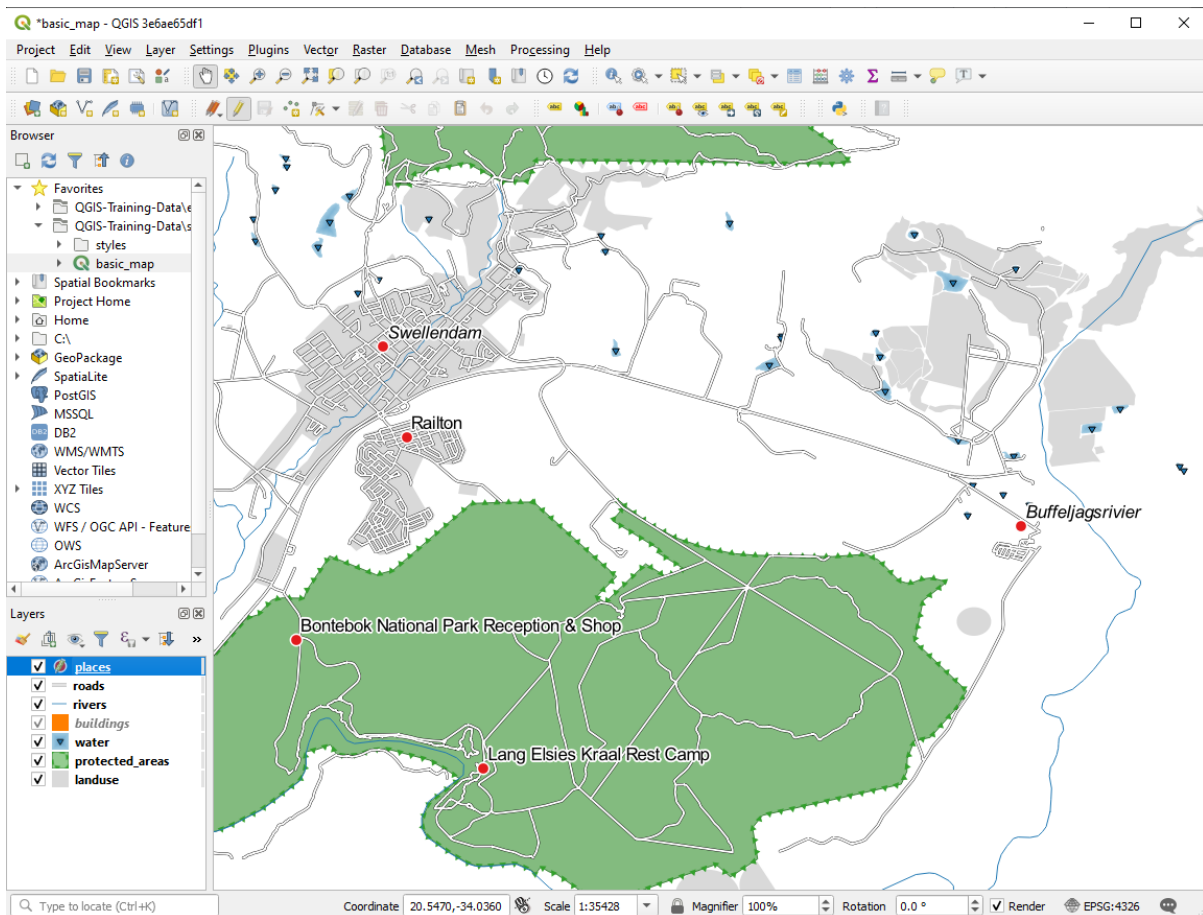 *basic_map - QGIS 3e6ae65df1
Project Edit View Layer Settings Plugins Vector Raster Database Mesh Processing Help
Browser
Favorites
QGIS-Training-Data\e
QGIS-Training-Data\s
styles
basic_map
Spatial Bookmarks
Project Home
Home
C:\
GeoPackage
SpatiaLite
PostGIS
MSSQL
DB2
WMS/WMTS
Vector Tiles
XYZ Tiles
WCS
WFS / OGC API - Feature
OWS
ArcGisMapServer
Layers
»
places
roads
rivers
buildings
water
protected_areas
landuse
Swellendam
Railton
Buffeljagsrivier
Bontebok National Park Reception & Shop
Lang Elsies Kraal Rest Camp
Type to locate (Ctrl+K) Coordinate 20.5470,-34.0360 Scale 1:35428 Magnifier 100% Rotation 0.0 ° Render EPSG:4326